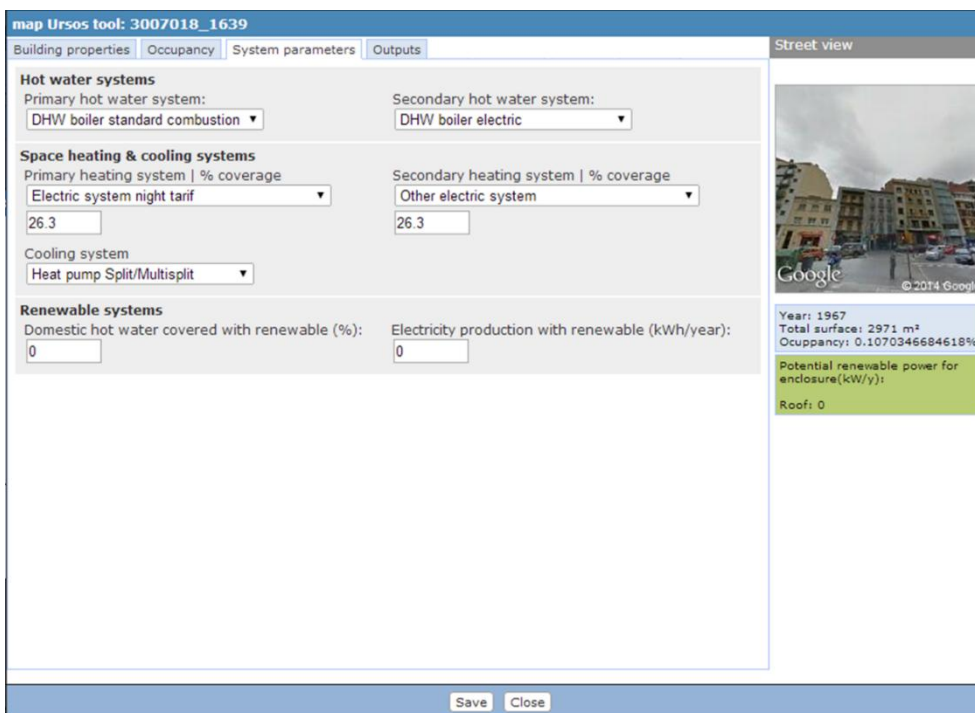 map Ursos tool: 3007018_1639
Building properties Occupancy System parameters Outputs
Street view
Hot water systems
Primary hot water system: Secondary hot water system:
DHW boiler standard combustion DHW boiler electric
Space heating & cooling systems
Primary heating system | % coverage Secondary heating system | % coverage
Electric system night tarif Other electric system
26.3 26.3
Cooling system
Heat pump Split/Multisplit
Renewable systems
Domestic hot water covered with renewable (%): Electricity production with renewable (kWh/year):
0 0
Google
© 2014 Google
Year: 1967
Total surface: 2971 m²
Ocuppancy: 0.1070346684618%
Potential renewable power for
enclosure(kW/y):
Roof: 0
Save Close